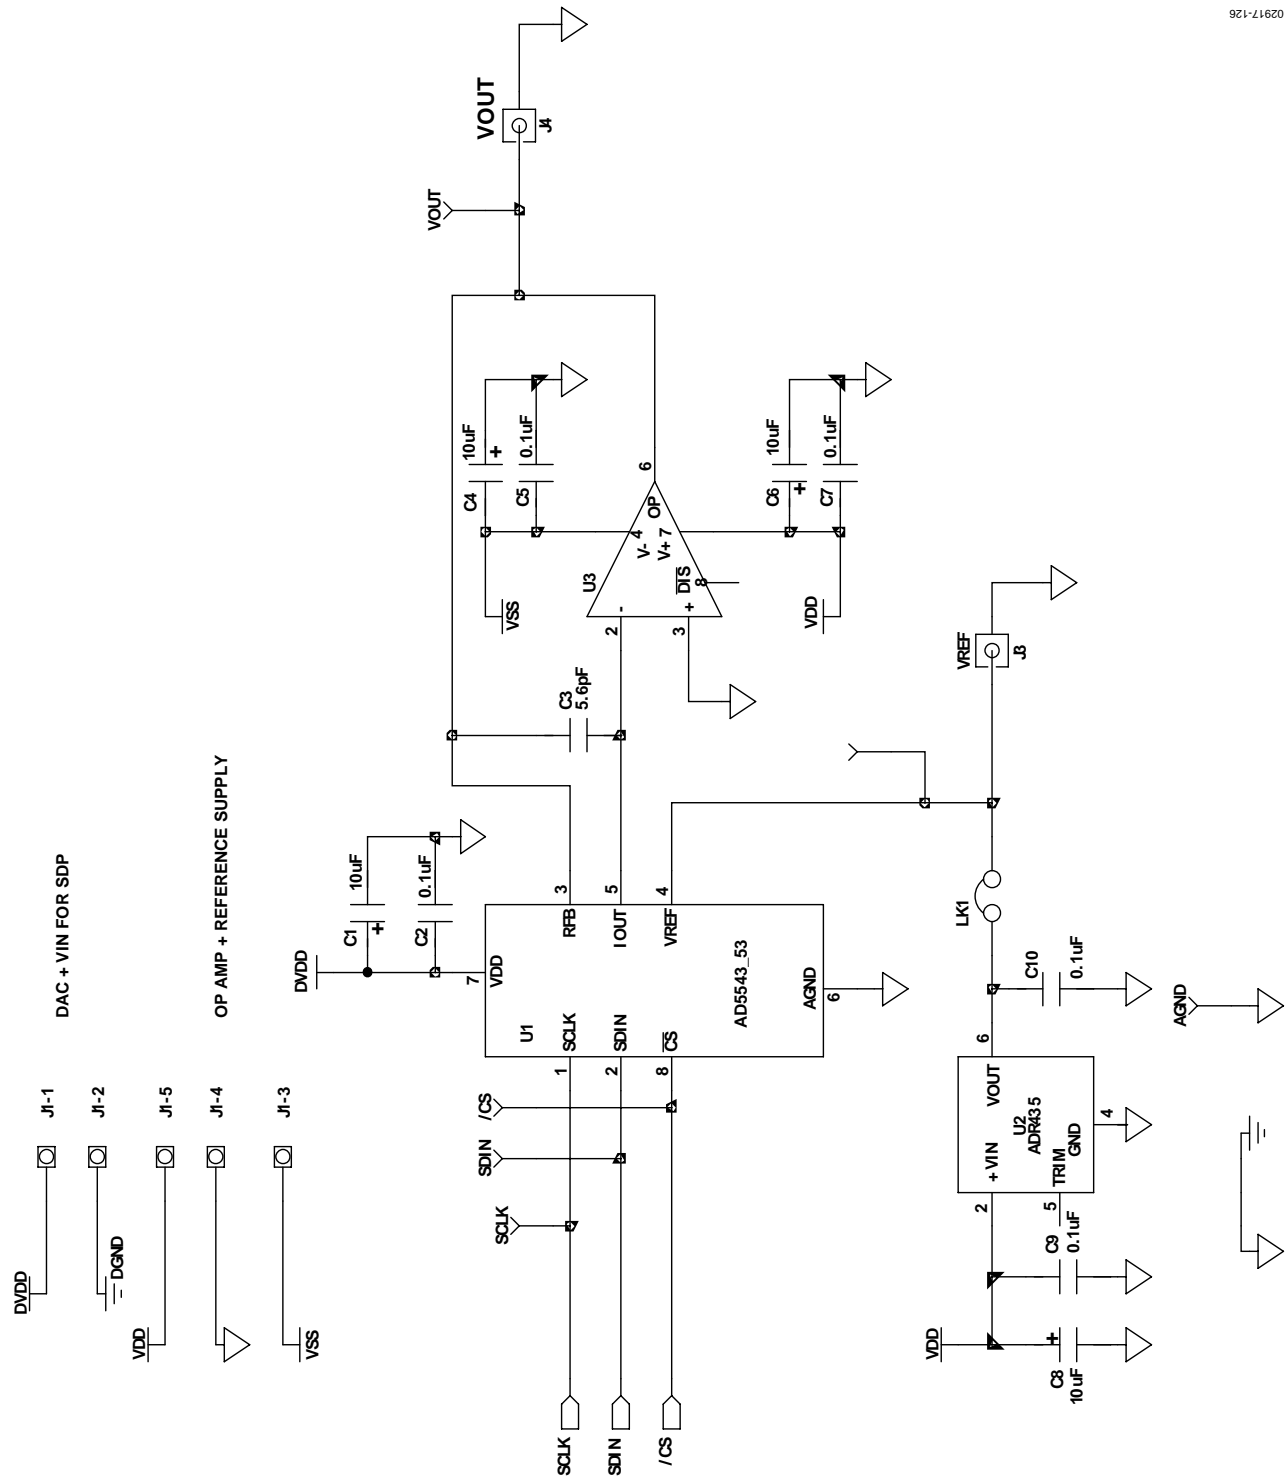 02917-126
DVDD
J1-1
DAC + VIN FOR SDP
DGND
J1-2
VDD
J1-5
J1-4
OP AMP + REFERENCE SUPPLY
VSS
J1-3
DVDD
C1
10uF
+
C2
0.1uF
SCLK
SDIN
/CS
SCLK
SDIN
/CS
1
2
8
U1
SCLK
SDIN
CS
7
VDD
RFB
IOUT
VREF
3
5
4
AD5543_53
AGND
6
C3
5.6pF
VSS
C4
10uF
+
C5
0.1uF
U3
2
-
3
+
4
V-
V+
7
OP
6
DIS
8
VDD
C6
10uF
+
C7
0.1uF
VOUT
VOUT
J4
VREF
J3
LK1
VDD
C8
10uF
+
C9
0.1uF
2
+VIN
5
TRIM
U2
ADR435
VOUT
6
GND
4
C10
0.1uF
AGND